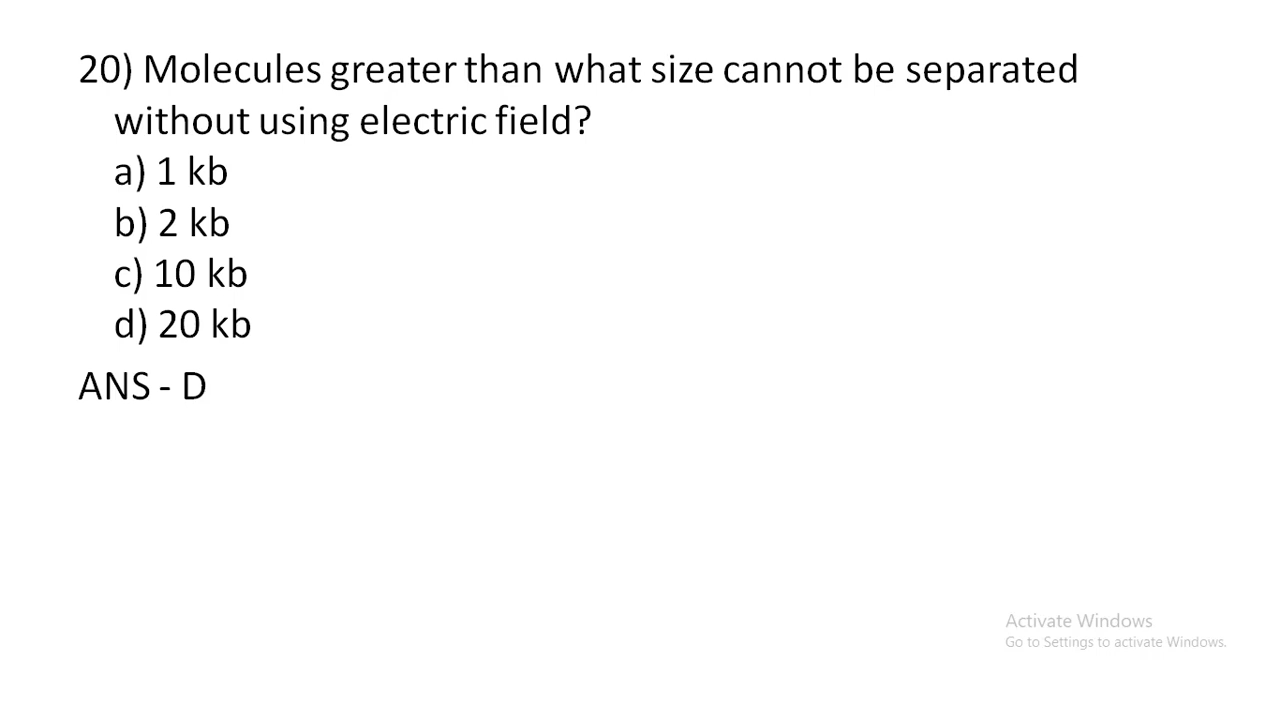 20) Molecules greater than what size cannot be separated
without using electric field?
a) 1 kb
b) 2 kb
c) 10 kb
d) 20 kb
ANS - D
Activate Windows
Go to Settings to activate Windows.